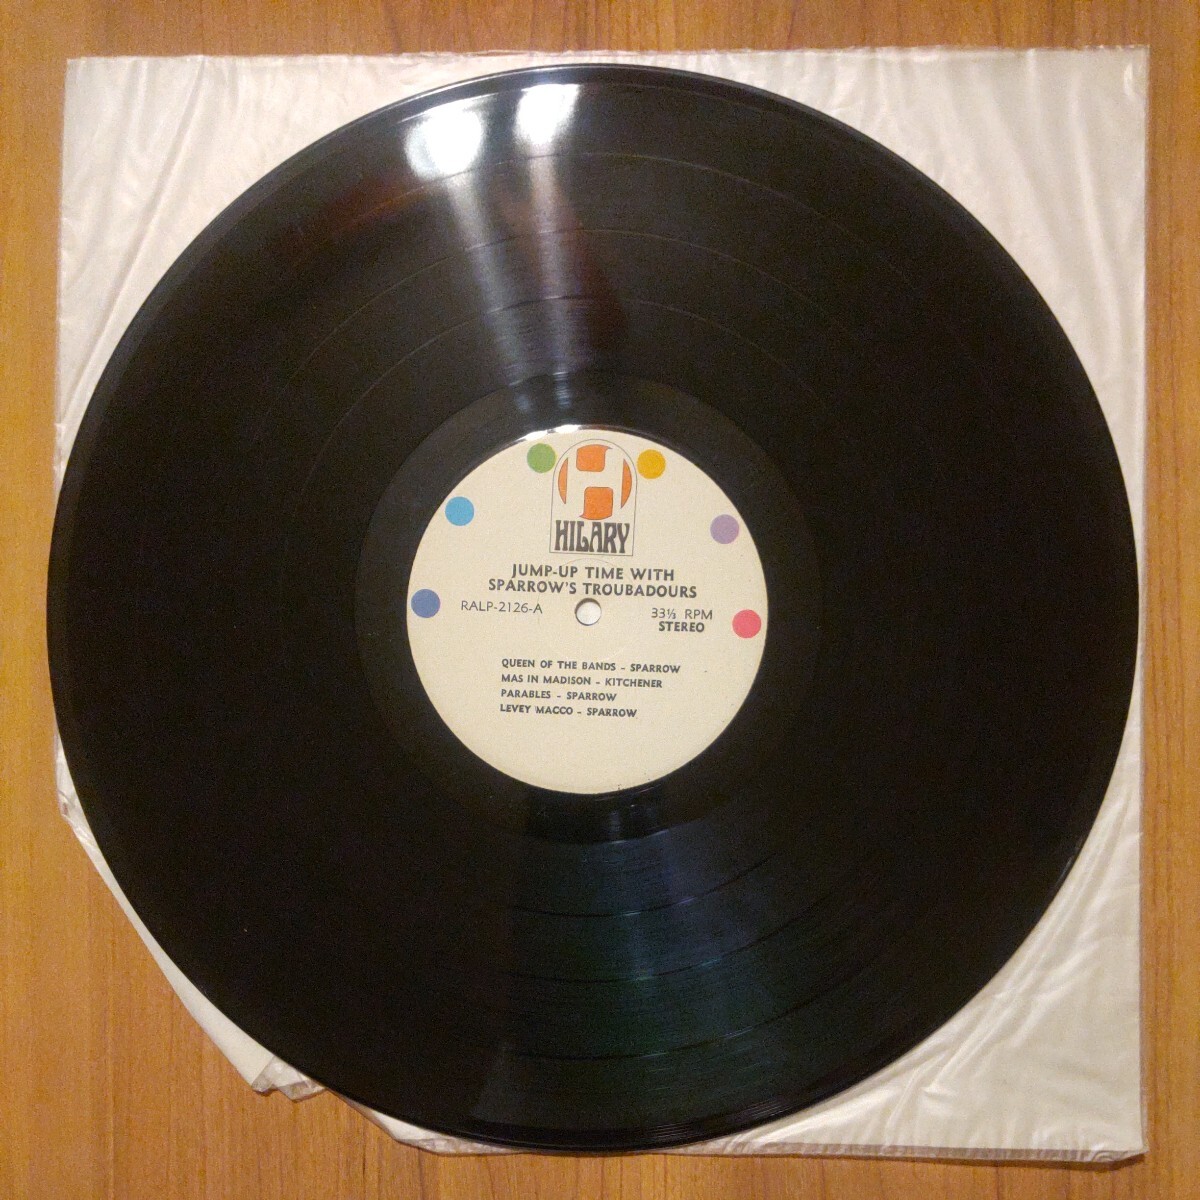 HILARY
JUMP-UP TIME WITH
SPARROW'S TROUBADOURS
RALP-2126-A
33⅓ RPM
STEREO
QUEEN OF THE BANDS - SPARROW
MAS IN MADISON - KITCHENER
PARABLES - SPARROW
LEVEY MACCO - SPARROW